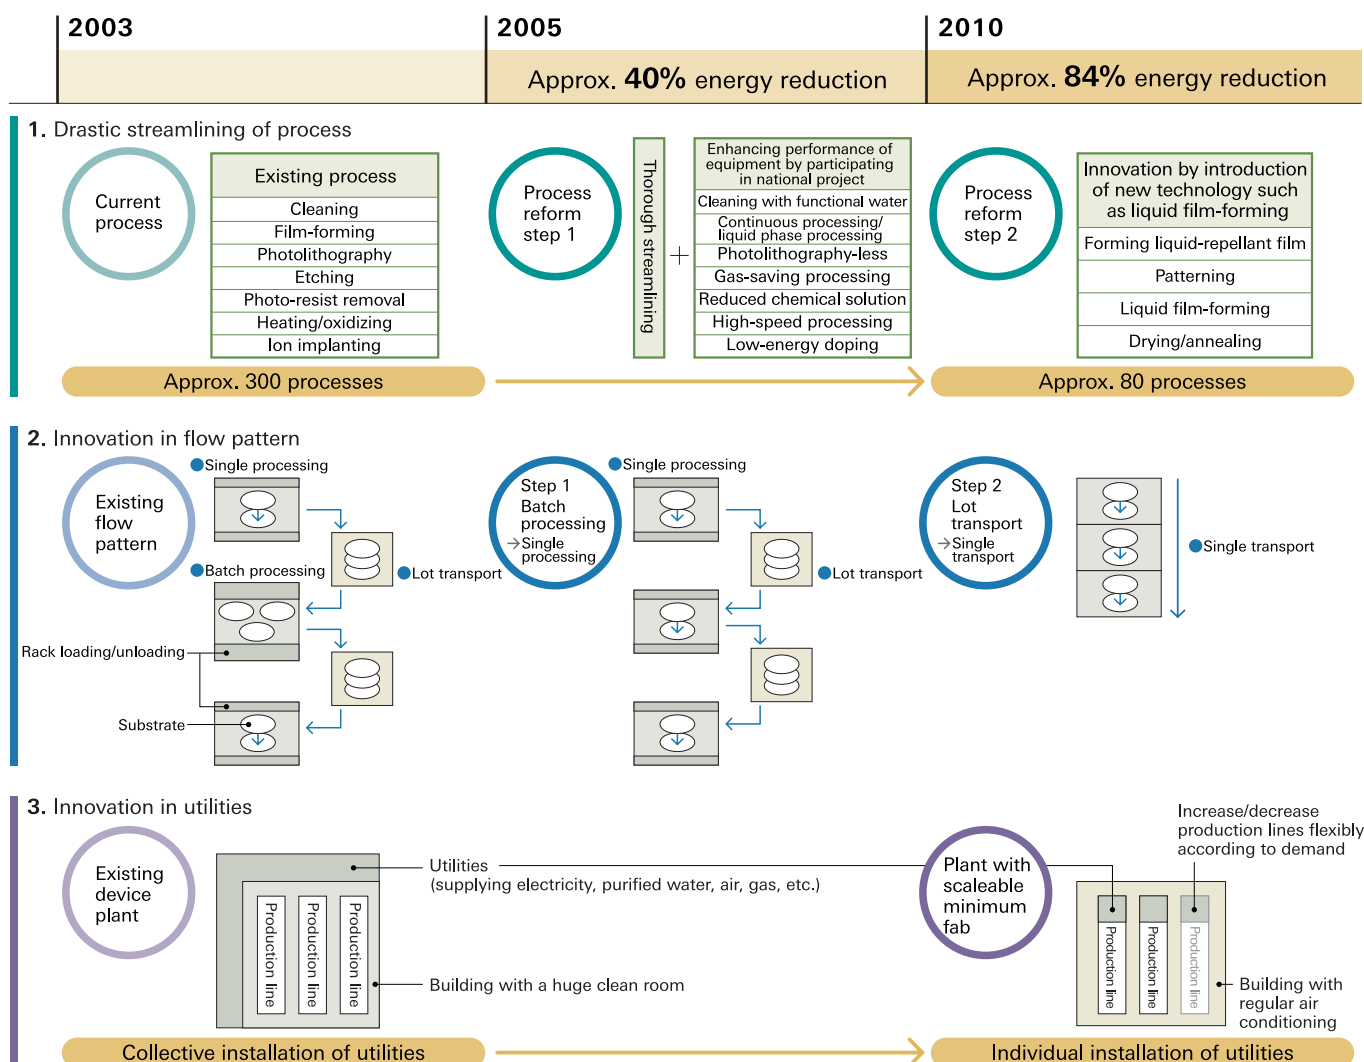 2003
2005
2010
Approx. 40% energy reduction
Approx. 84% energy reduction
1. Drastic streamlining of process
Current
process
Existing process
Cleaning
Film-forming
Photolithography
Etching
Photo-resist removal
Heating/oxidizing
Ion implanting
Approx. 300 processes
Process
reform
step 1
Thorough streamlining
+
Enhancing performance of
equipment by participating
in national project
Cleaning with functional water
Continuous processing/
liquid phase processing
Photolithography-less
Gas-saving processing
Reduced chemical solution
High-speed processing
Low-energy doping
Process
reform
step 2
Innovation by introduction
of new technology such
as liquid film-forming
Forming liquid-repellant film
Patterning
Liquid film-forming
Drying/annealing
Approx. 80 processes
2. Innovation in flow pattern
Existing
flow
pattern
Single processing
Batch processing
Lot transport
Rack loading/unloading
Substrate
Step 1
Batch
processing
→Single
processing
Single processing
Lot transport
Step 2
Lot
transport
→Single
transport
Single transport
3. Innovation in utilities
Existing
device
plant
Production line
Production line
Production line
Utilities
(supplying electricity, purified water, air, gas, etc.)
Building with a huge clean room
Collective installation of utilities
Plant with
scaleable
minimum
fab
Increase/decrease
production lines flexibly
according to demand
Production line
Production line
Production line
Building with
regular air
conditioning
Individual installation of utilities